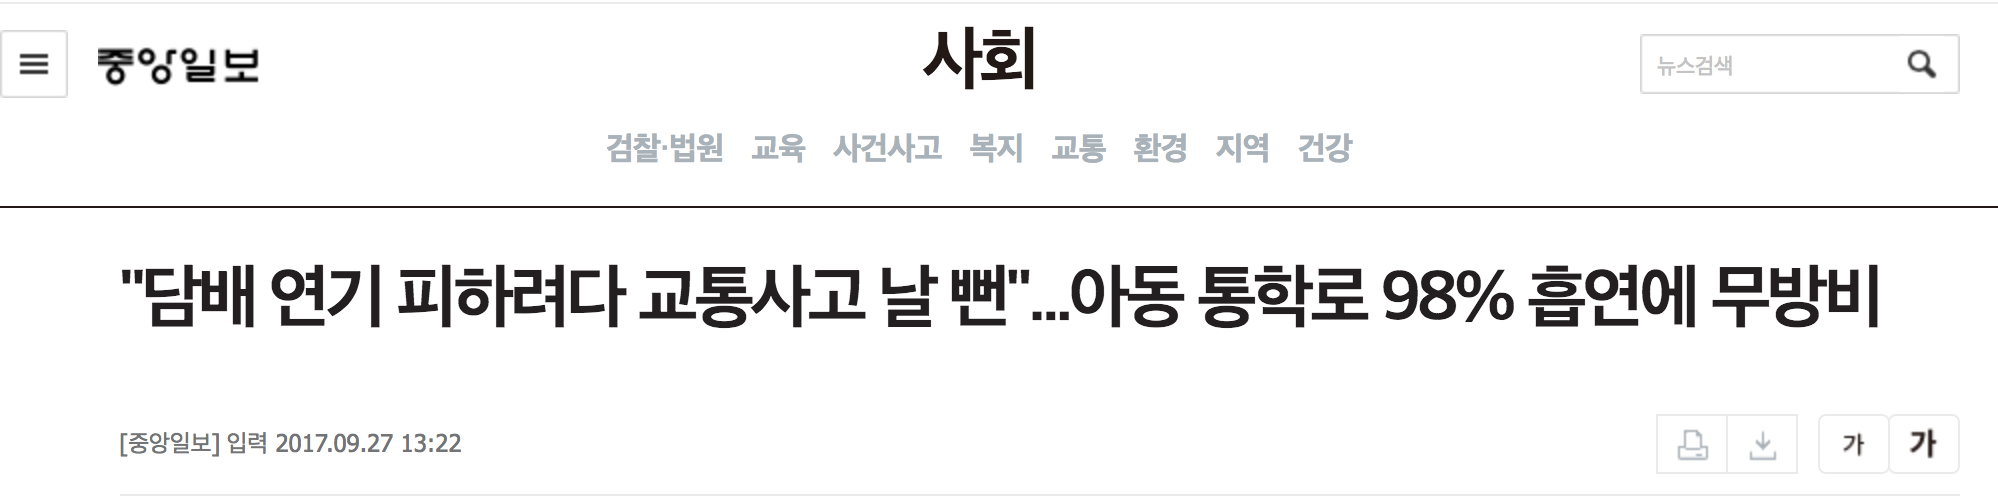 중앙일보
사회
뉴스검색
검찰·법원 교육 사건사고 복지 교통 환경 지역 건강
"담배 연기 피하려다 교통사고 날 뻔"...아동 통학로 98% 흡연에 무방비
[중앙일보] 입력 2017.09.27 13:22
가 가